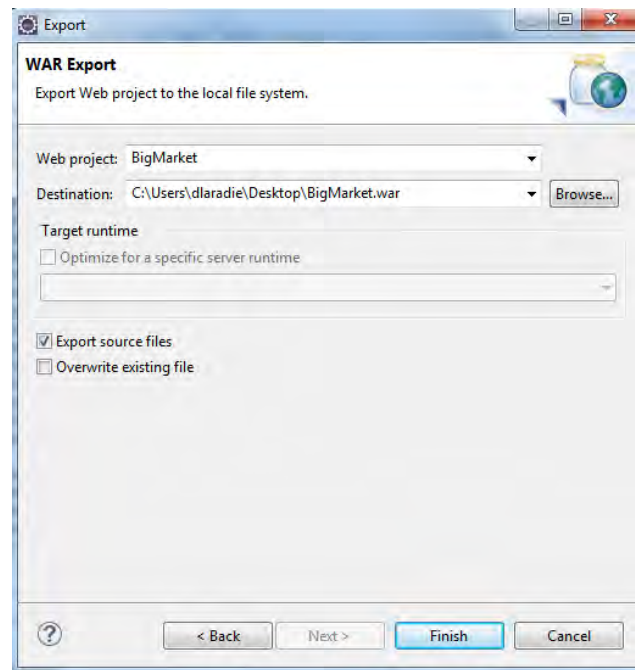 Export
WAR Export
Export Web project to the local file system.
Web project: BigMarket
Destination: C:\Users\dlaradie\Desktop\BigMarket.war Browse...
Target runtime
Optimize for a specific server runtime
Export source files
Overwrite existing file
? < Back Next > Finish Cancel